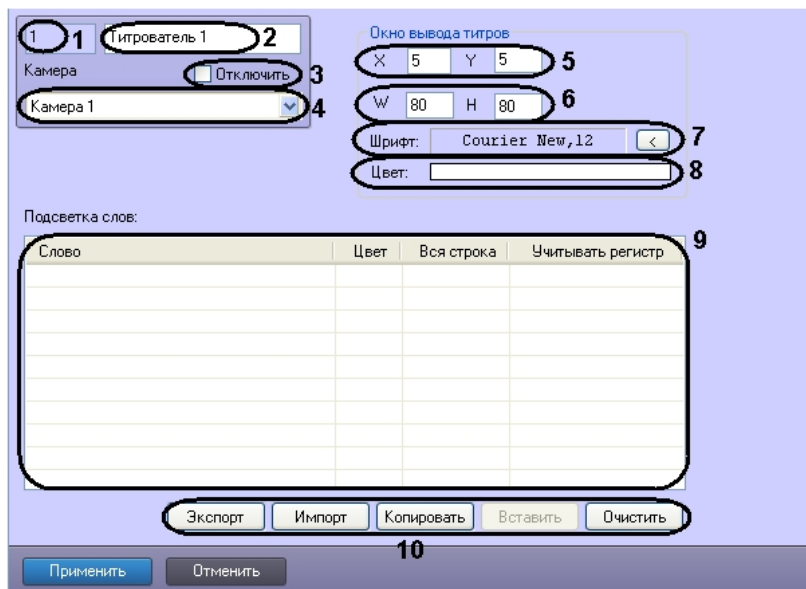 1 1 Титрователь 1 2
Камера Отключить 3
Камера 1 4
Окно вывода титров
X 5 Y 5 5
W 80 H 80 6
Шрифт: Courier New,12 < 7
Цвет: 8
Подсветка слов:
9
Слово Цвет Вся строка Учитывать регистр
Экспорт Импорт Копировать Вставить Очистить
10
Применить Отменить